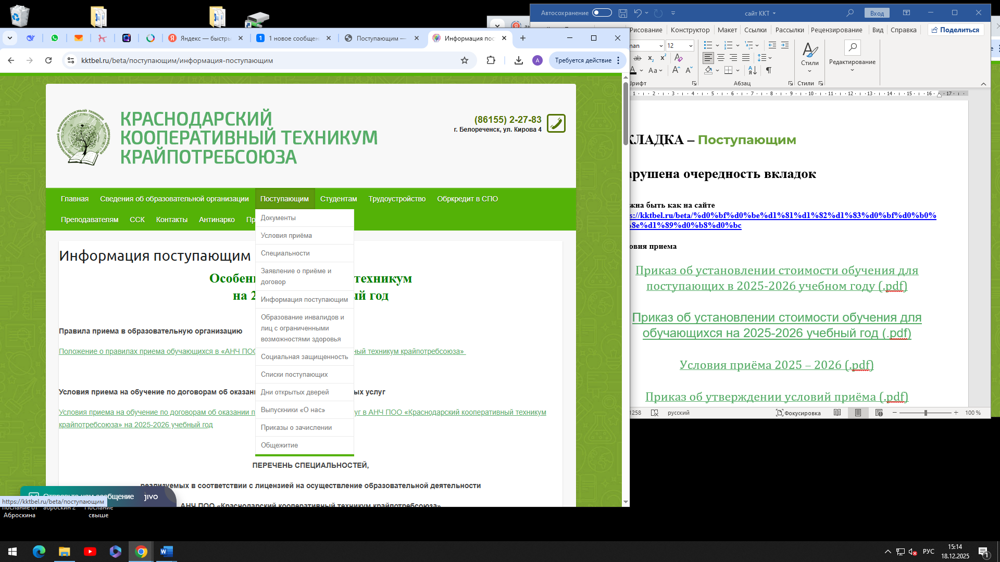 Автосохранение
сайт ККТ
Вход
Рисование
Конструктор
Макет
Ссылки
Рассылки
Рецензирование
Вид
Справка
Поделиться
12
Стили
Редактирование
Абзац
Стили
Яндекс — быстры
1 новое сообщен
Поступающим —
Информация пос
kktbel.ru/beta/поступающим/информация-поступающим
Требуется действие
КРАСНОДАРСКИЙ
КООПЕРАТИВНЫЙ ТЕХНИКУМ
КРАЙПОТРЕБСОЮЗА
(86155) 2-27-83
г. Белореченск, ул. Кирова 4
Главная
Сведения об образовательной организации
Поступающим
Студентам
Трудоустройство
Обркредит в СПО
Преподавателям
ССК
Контакты
Антинарко
Документы
Условия приёма
Специальности
Заявление о приёме и
договор
Информация поступающим
Образование инвалидов и
лиц с ограниченными
возможностями здоровья
Социальная защищенность
Списки поступающих
Дни открытых дверей
Выпускники «О нас»
Приказы о зачислении
Общежитие
Информация поступающим
Особен техникум
на 2 ый год
Правила приема в образовательную организацию
Положение о правилах приема обучающихся в «АНЧ ПОО ный техникум крайпотребсоюза»
Условия приема на обучение по договорам об оказани ых услуг
Условия приема на обучение по договорам об оказании п уг в АНЧ ПОО «Краснодарский кооперативный техникум
крайпотребсоюза» на 2025-2026 учебный год
ПЕРЕЧЕНЬ СПЕЦИАЛЬНОСТЕЙ,
реализуемых в соответствии с лицензией на осуществление образовательной деятельности
АНЧ ПОО «Краснодарский кооперативный техникум крайпотребсоюза»
Отправьте нам сообщение
jivo
https://kktbel.ru/beta/поступающим
послание от
Аброскина
аброскин 2
Послание
свыше
КЛАДКА – Поступающим
арушена очередность вкладок
жна быть как на сайте
s://kktbel.ru/beta/%d0%bf%d0%be%d1%81%d1%82%d1%83%d0%bf%d0%b0%
8e%d1%89%d0%b8%d0%bc
овия приема
Приказ об установлении стоимости обучения для
поступающих в 2025-2026 учебном году (.pdf)
Приказ об установлении стоимости обучения для
обучающихся на 2025-2026 учебный год (.pdf)
Условия приёма 2025 – 2026 (.pdf)
Приказ об утверждении условий приёма (.pdf)
1258
русский
Фокусировка
100 %
РУС
15:14
18.12.2025